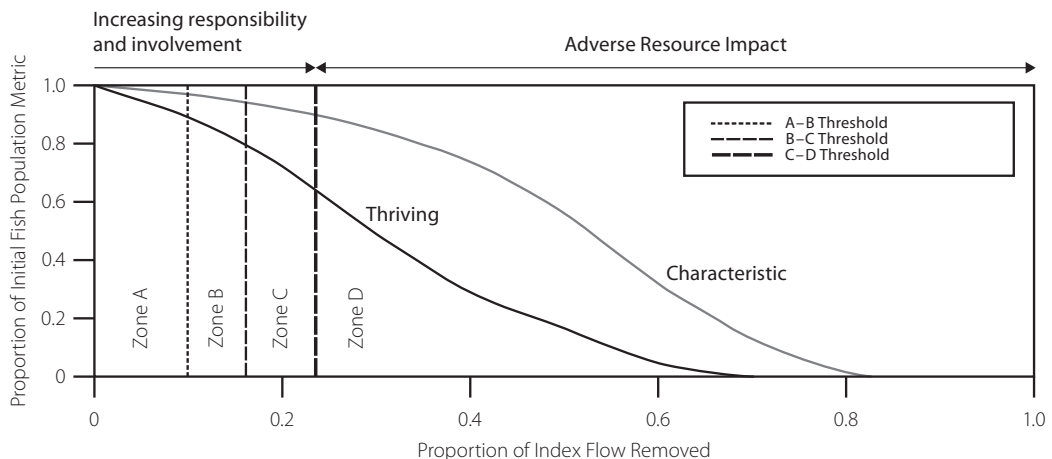 Increasing responsibility
and involvement
Adverse Resource Impact
Proportion of Initial Fish Population Metric
1.0
0.8
0.6
0.4
0.2
0
A–B Threshold
B–C Threshold
C–D Threshold
Thriving
Characteristic
Zone A
Zone B
Zone C
Zone D
0
0.2
0.4
0.6
0.8
1.0
Proportion of Index Flow Removed